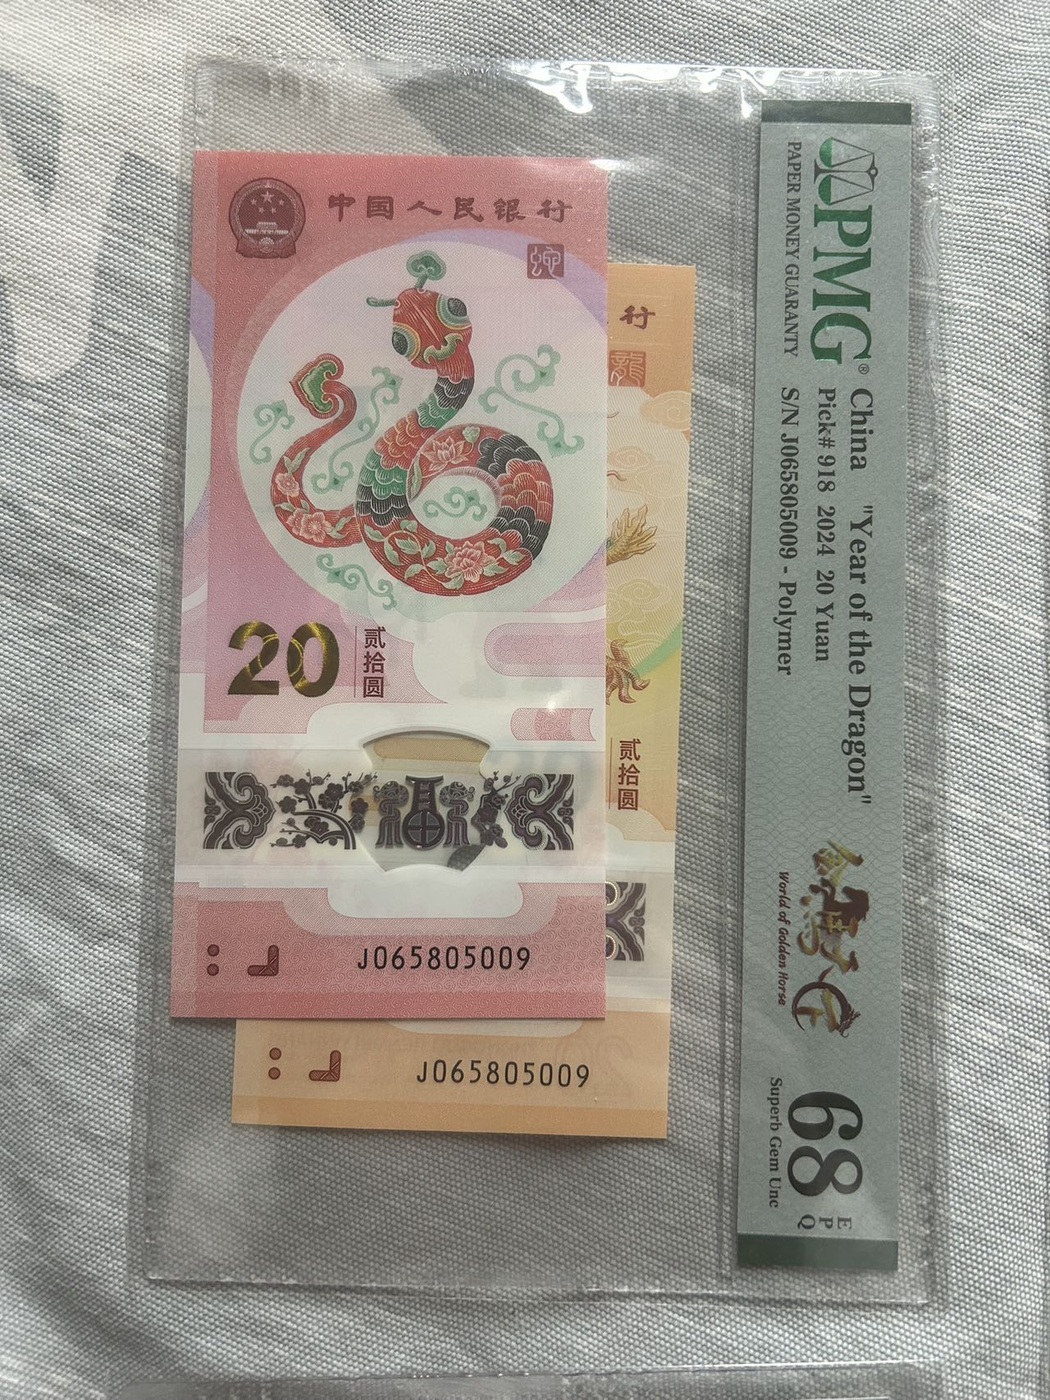 中国人民银行
20
贰拾圆
J065805009
行
龍
贰拾圆
J065805009
PMG®
PAPER MONEY GUARANTY
China "Year of the Dragon"
Pick# 918 2024 20 Yuan
S/N J065805009 - Polymer
World of Golden Horse
68
EPQ
Superb Gem Unc